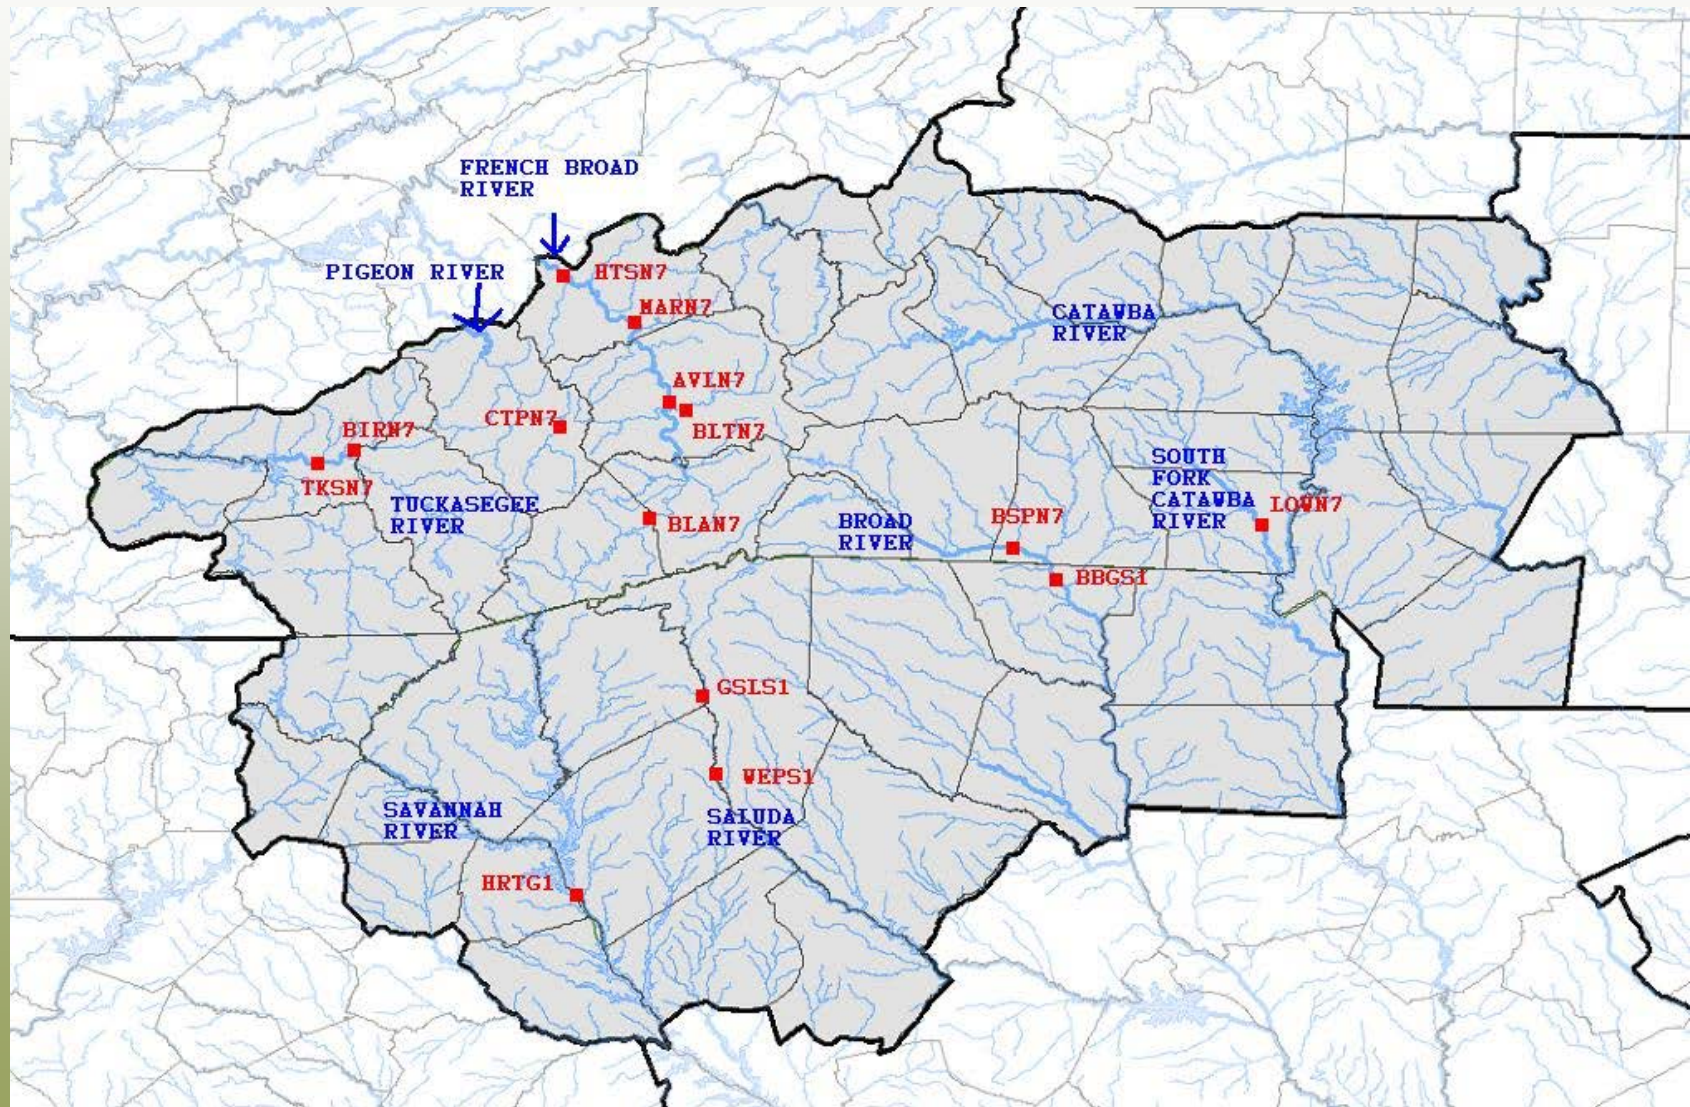 FRENCH BROAD
RIVER
PIGEON RIVER
HTSN7
MARN7
CATAWBA
RIVER
AVLN7
CTPN7
BLTN7
BIRN7
TKSN7
TUCKASEGEE
RIVER
SOUTH
FORK
CATAWBA
RIVER
LOWN7
BLAN7
BROAD
RIVER
BSPN7
BBGS1
GSLS1
WEPS1
SAVANNAH
RIVER
SALUDA
RIVER
HRTG1